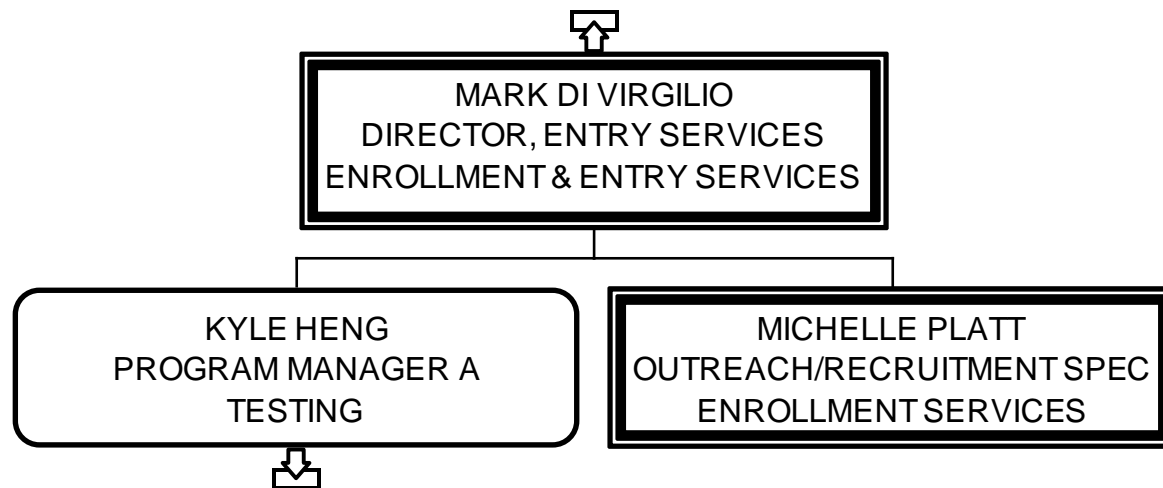 MARK DI VIRGILIO
DIRECTOR, ENTRY SERVICES
ENROLLMENT & ENTRY SERVICES
KYLE HENG
PROGRAM MANAGER A
TESTING
MICHELLE PLATT
OUTREACH/RECRUITMENT SPEC
ENROLLMENT SERVICES